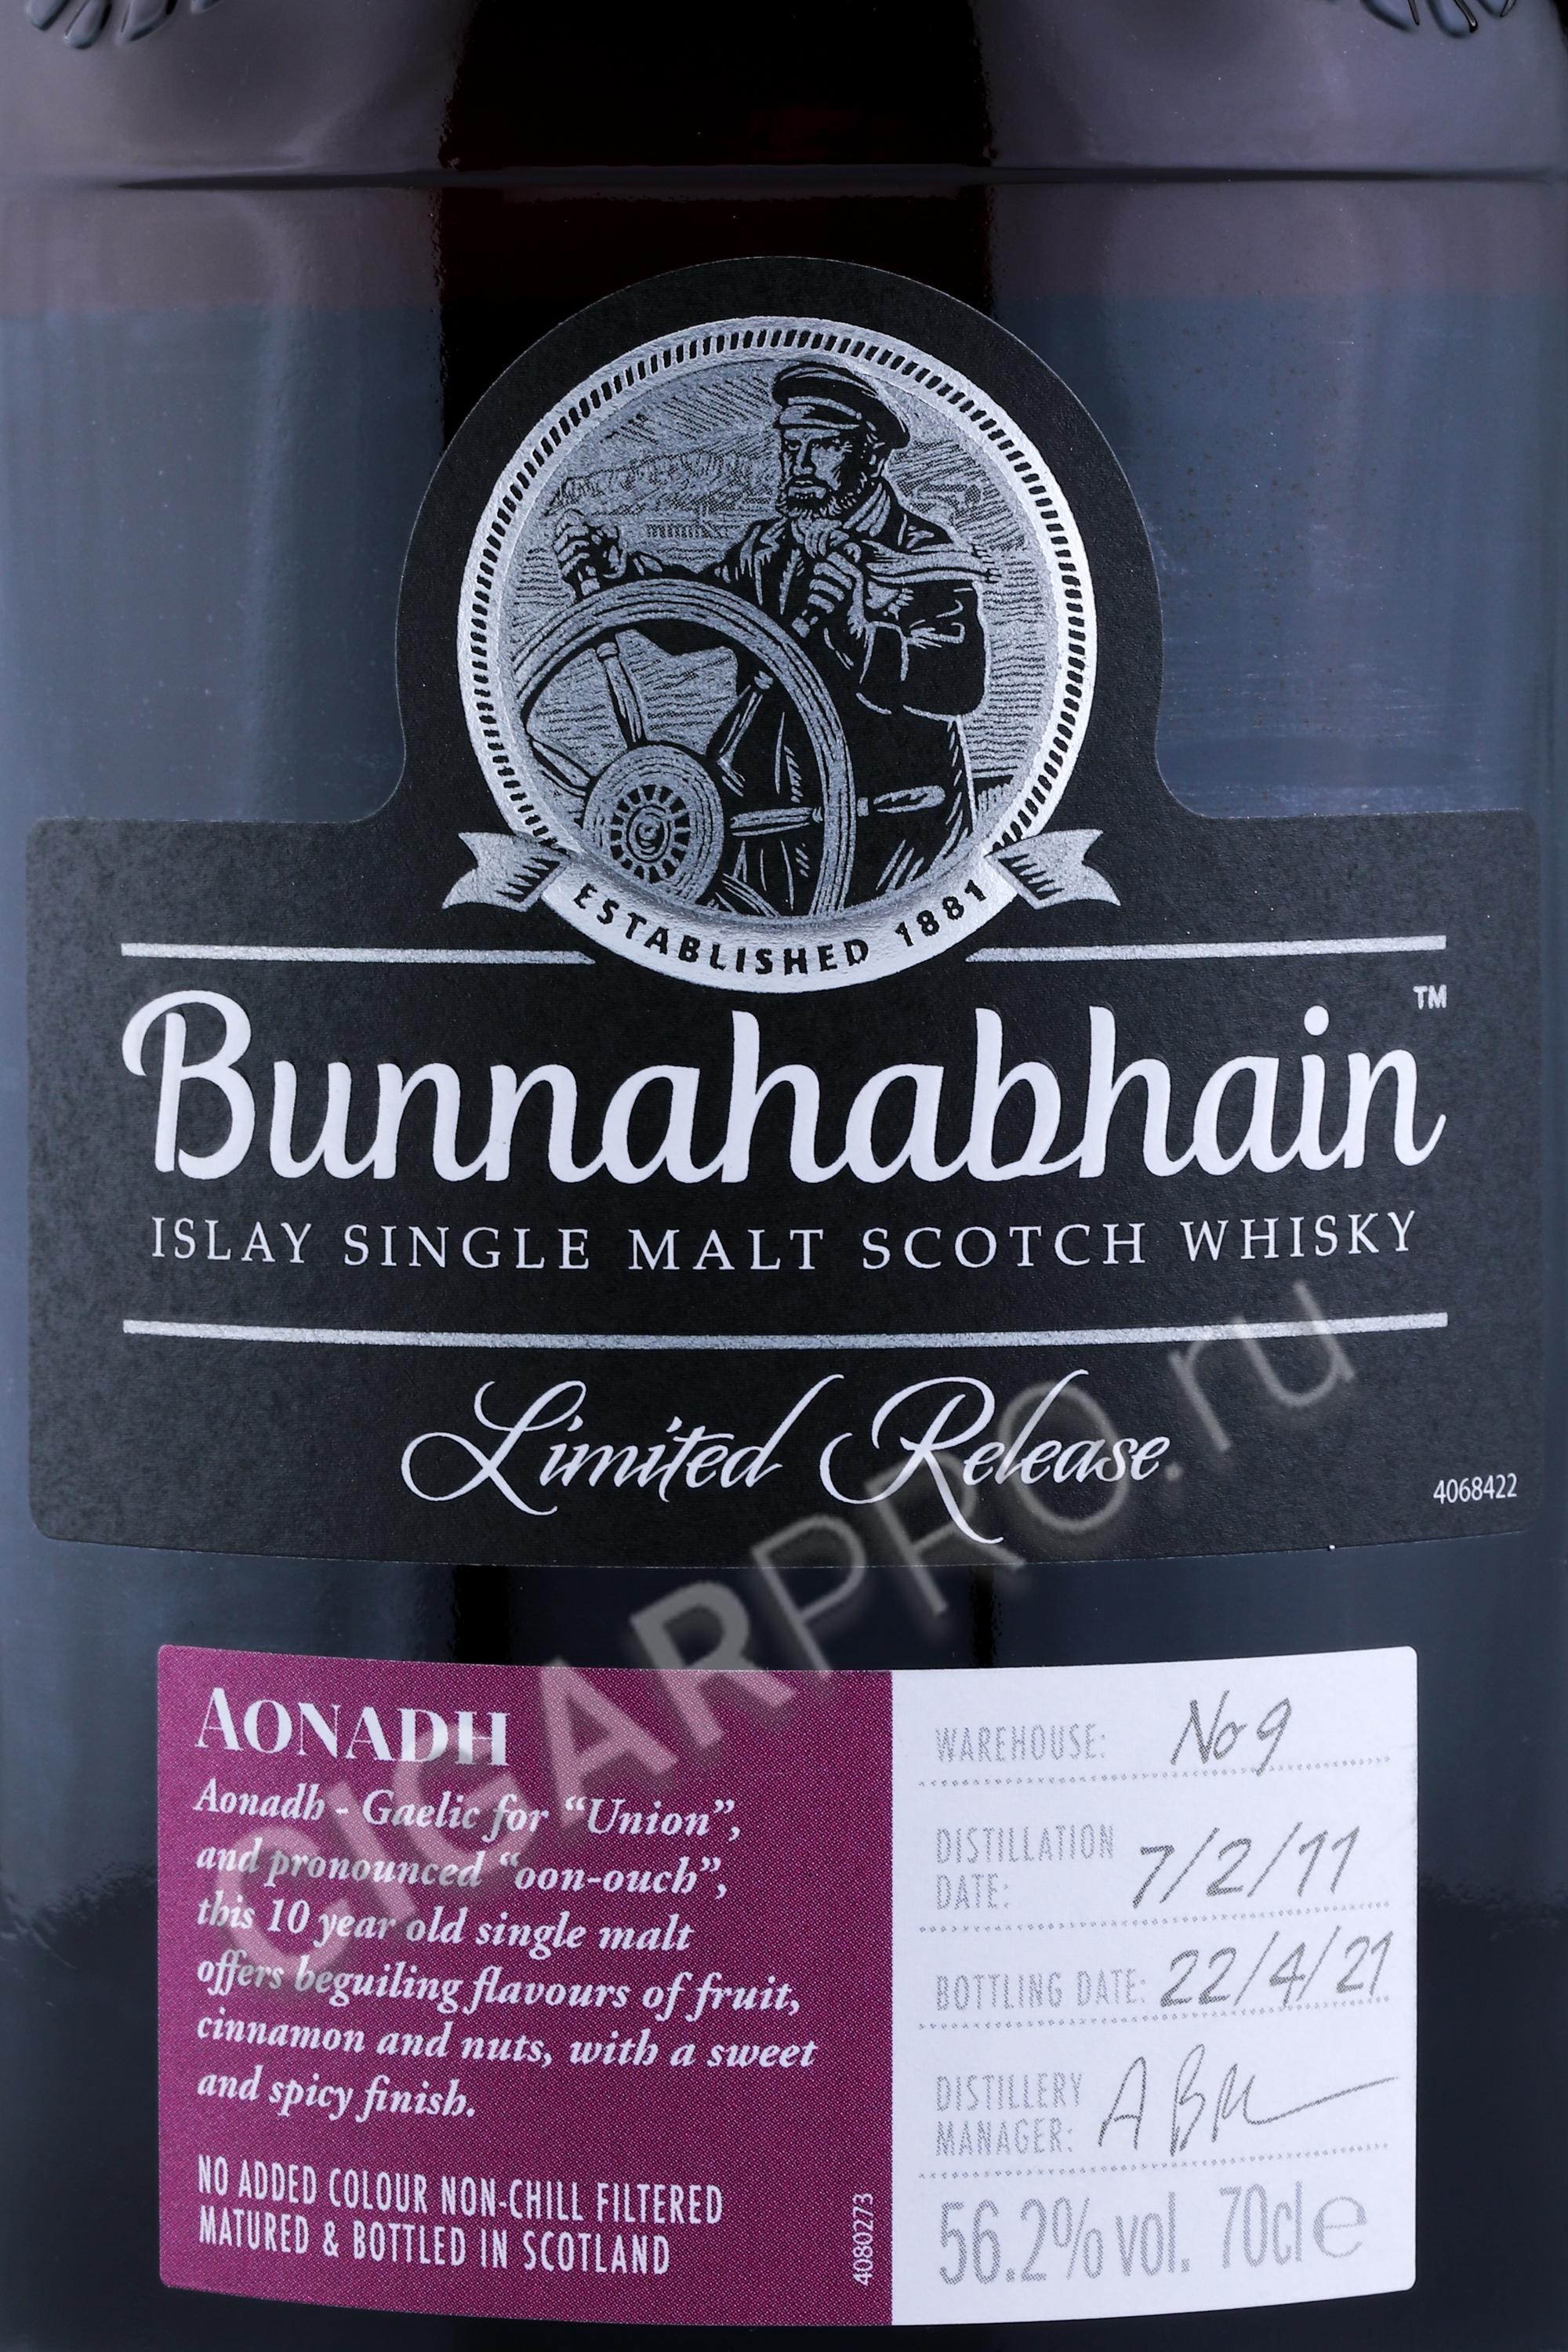 ESTABLISHED 1881
Bunnahabhain™
ISLAY SINGLE MALT SCOTCH WHISKY
Limited Release
4068422
CIGARPRO.ru
AONADH
Aonadh - Gaelic for “Union”,
and pronounced “oon-ouch”,
this 10 year old single malt
offers beguiling flavours of fruit,
cinnamon and nuts, with a sweet
and spicy finish.
NO ADDED COLOUR NON-CHILL FILTERED
MATURED & BOTTLED IN SCOTLAND
4080273
WAREHOUSE: No 9
DISTILLATION
DATE: 7/2/11
BOTTLING DATE: 22/4/21
DISTILLERY
MANAGER:
56.2% vol. 70cl e